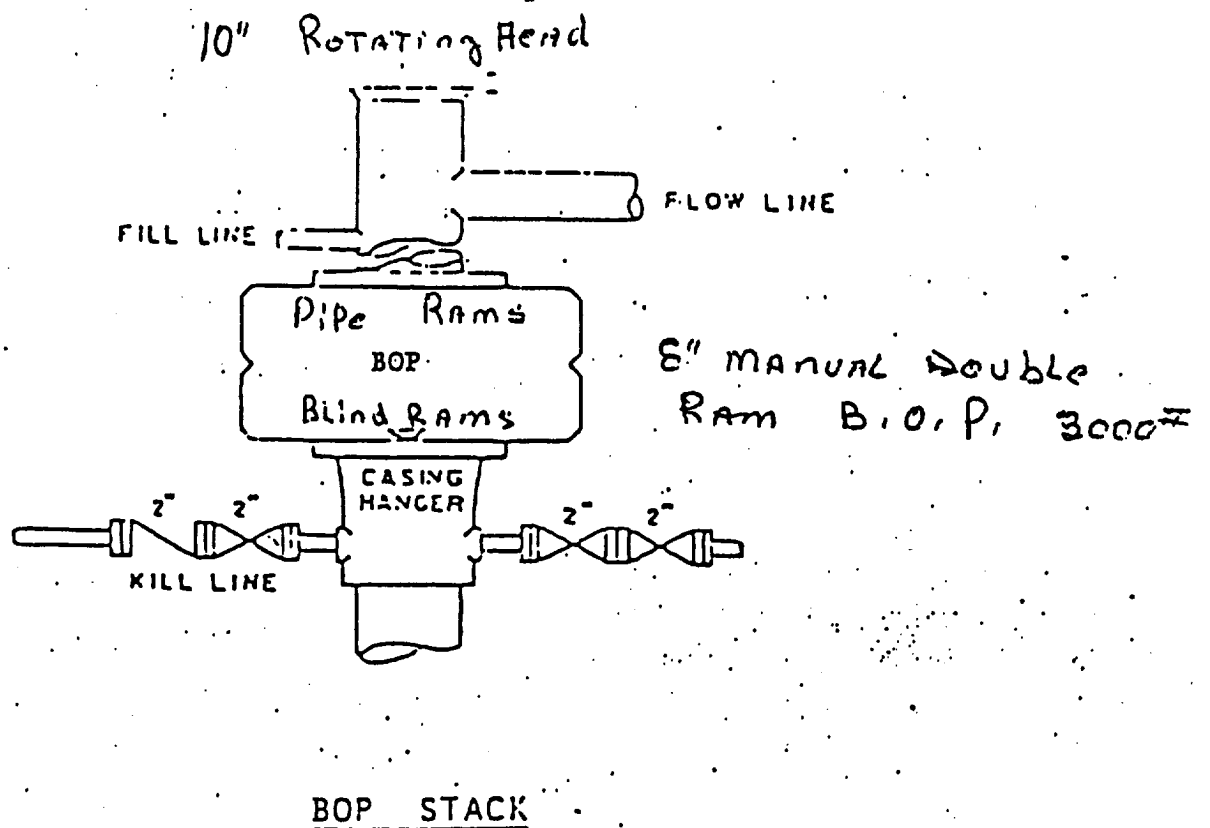 10" Rotating Head
FLOW LINE
FILL LINE
Pipe Rams
BOP
8" MANUAL Double
RAM B.O.P. 3000#
Blind Rams
CASING
HANGER
2" 2"
2" 2"
KILL LINE
BOP STACK